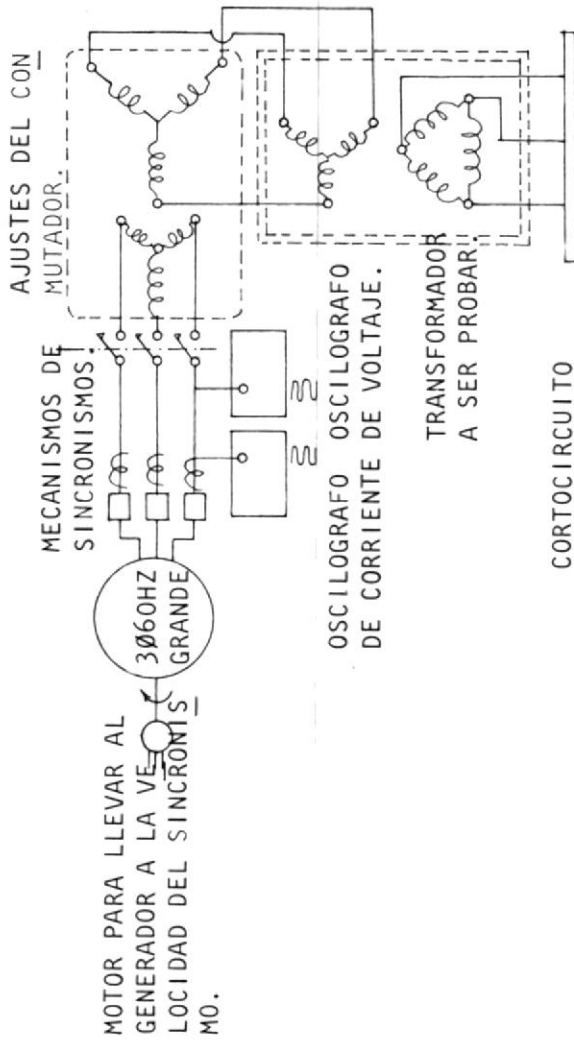 MOTOR PARA LLEVAR AL
GENERADOR A LA VE
LOCIDAD DEL SINCRONIS
MO.
3Ø60HZ
GRANDE
MECANISMOS DE
SINCRONISMOS.
AJUSTES DEL CON
MUTADOR.
OSCILOGRAFO OSCILOGRAFO
DE CORRIENTE DE VOLTAJE.
TRANSFORMADOR
A SER PROBAR.
CORTOCIRCUITO